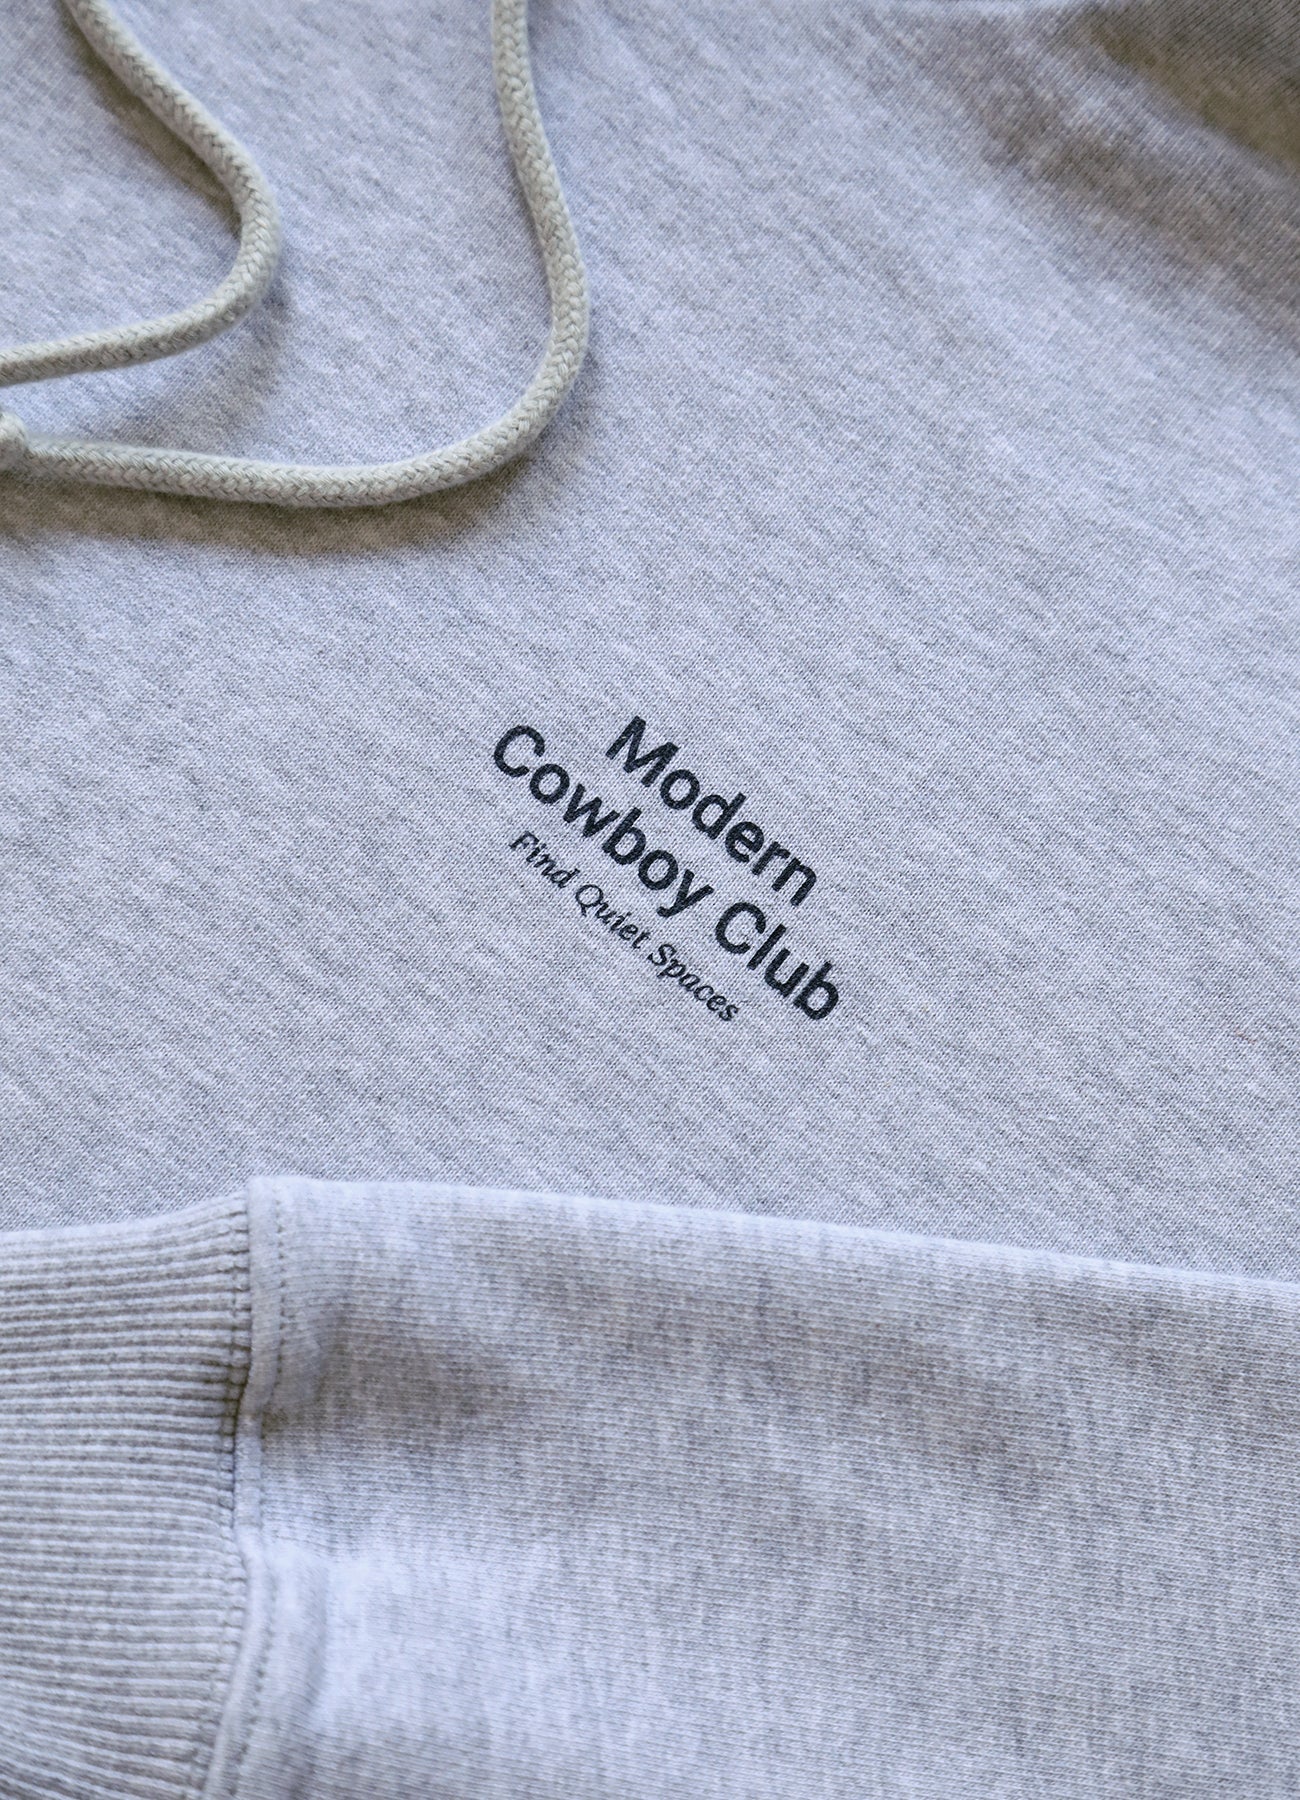 Modern
Cowboy Club
Find Quiet Spaces